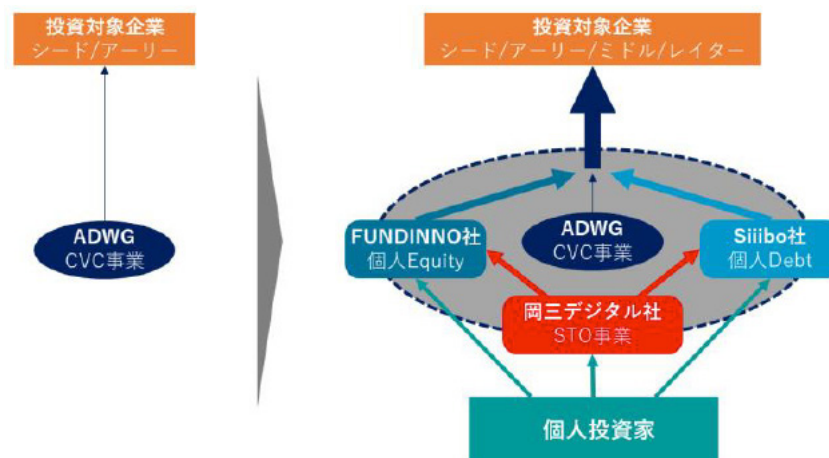 投資対象企業
シード/アーリー
ADWG
CVC事業
投資対象企業
シード/アーリー/ミドル/レイター
FUNDINNO社
個人Equity
ADWG
CVC事業
Siiibo社
個人Debt
岡三デジタル社
STO事業
個人投資家